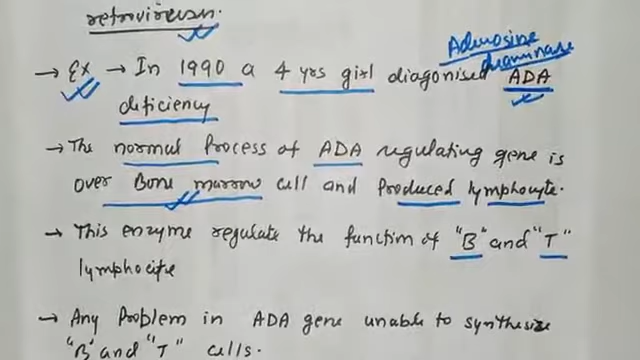 retrovirus.
→ Ex → In 1990 a 4 yrs girl diagonised ADA
Adenosine
deaminase
deficiency
→ The normal Process of ADA regulating gene is
over Bone marrow cell and Produced lymphocyte.
→ This enzyme regulate the function of "B" and "T"
lymphocite
→ Any Problem in ADA gene unable to synthesize
"B" and "T" cells.